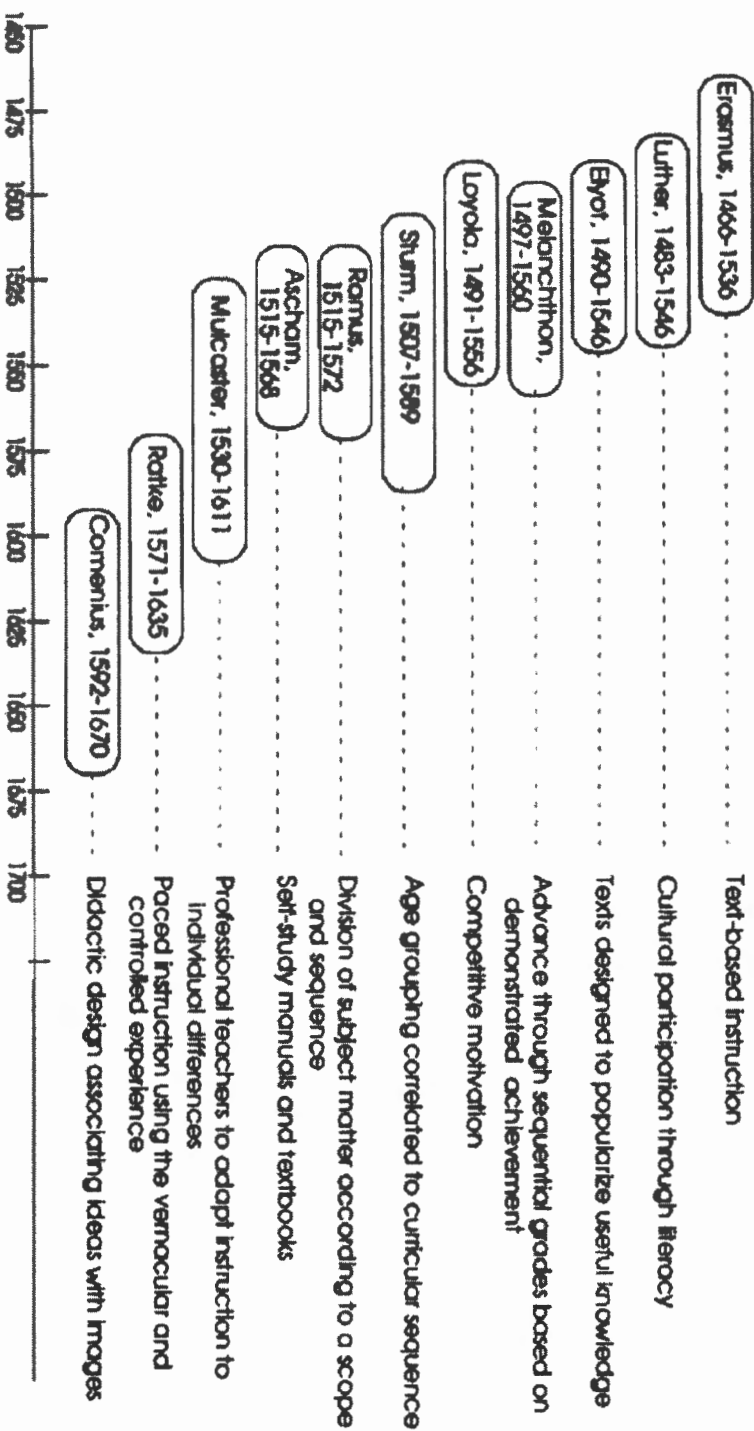 Erasmus, 1466-1536
Text-based instruction
Luther, 1483-1546
Cultural participation through literacy
Elyot, 1490-1546
Texts designed to popularize useful knowledge
Melanchthon,
1497-1560
Advance through sequential grades based on
demonstrated achievement
Loyola, 1491-1556
Competitive motivation
Sturm, 1507-1589
Age grouping correlated to curricular sequence
Ramus,
1515-1572
Division of subject matter according to a scope
and sequence
Ascham,
1515-1568
Self-study manuals and textbooks
Mulcaster, 1530-1611
Professional teachers to adapt instruction to
individual differences
Ratke, 1571-1635
Paced instruction using the vernacular and
controlled experience
Comenius, 1592-1670
Didactic design associating ideas with images
1450 1475 1500 1525 1550 1575 1600 1625 1650 1675 1700